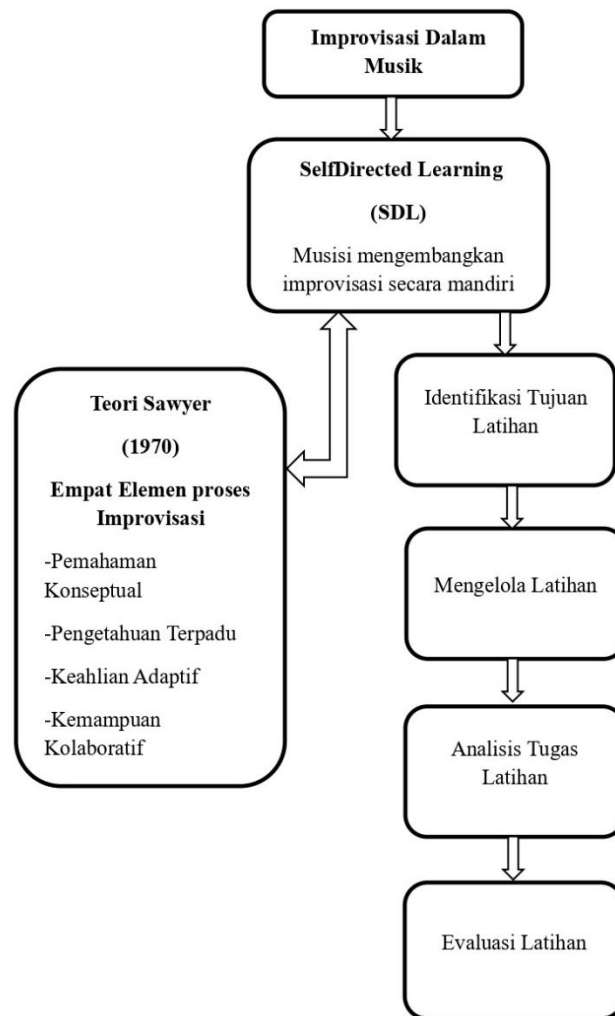 Improvisasi Dalam
Musik
SelfDirected Learning
(SDL)
Musisi mengembangkan
improvisasi secara mandiri
Teori Sawyer
(1970)
Empat Elemen proses
Improvisasi
-Pemahaman
Konseptual
-Pengetahuan Terpadu
-Keahlian Adaptif
-Kemampuan
Kolaboratif
Identifikasi Tujuan
Latihan
Mengelola Latihan
Analisis Tugas
Latihan
Evaluasi Latihan